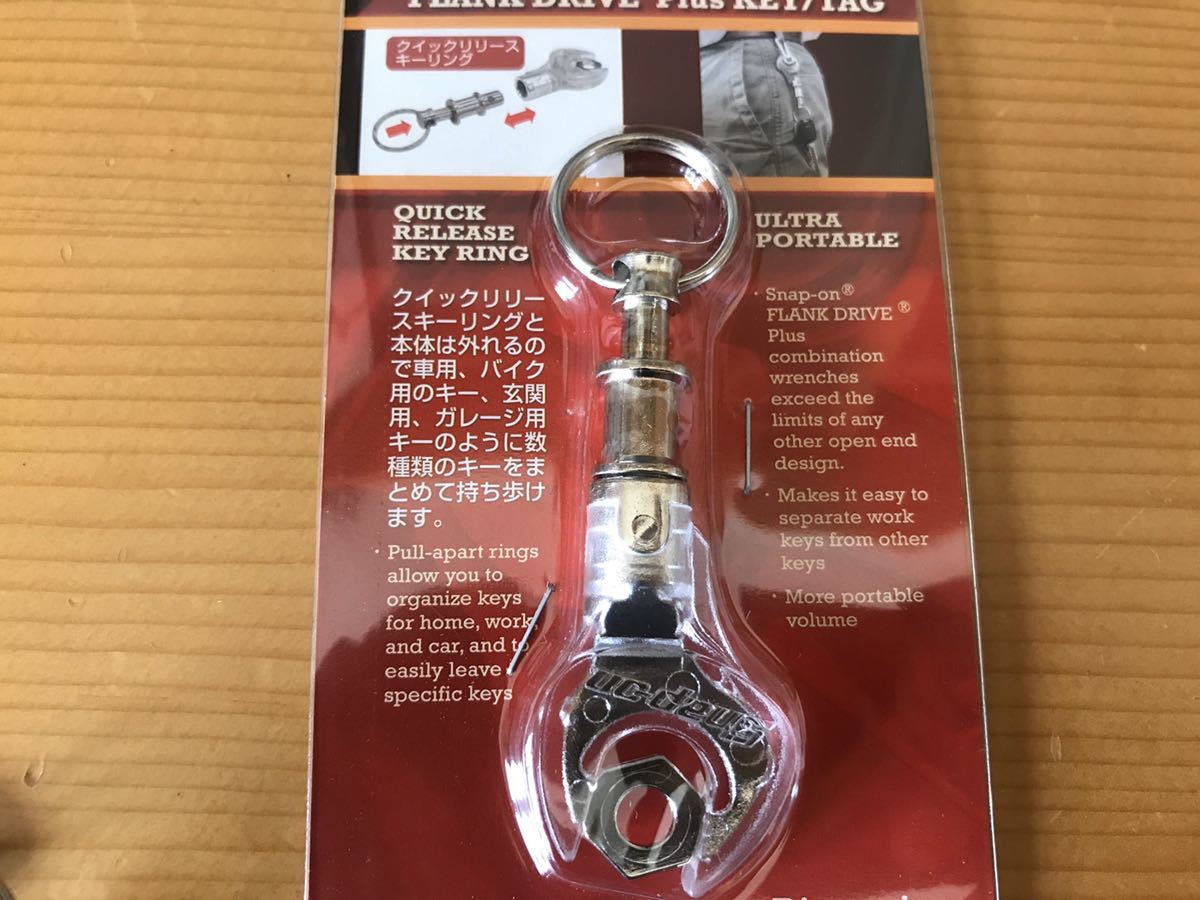 FLANK DRIVE Plus KEY/TAG
クイックリリース
キーリング
QUICK
RELEASE
KEY RING
クイックリリー
スキーリングと
本体は外れるの
で車用、バイク
用のキー、玄関
用、ガレージ用
キーのように数
種類のキーをま
とめて持ち歩け
ます。
· Pull-apart rings
allow you to
organize keys
for home, work,
and car, and to
easily leave
specific keys
ULTRA
PORTABLE
· Snap-on®
FLANK DRIVE ®
Plus
combination
wrenches
exceed the
limits of any
other open end
design.
· Makes it easy to
separate work
keys from other
keys
· More portable
volume
Snap-on